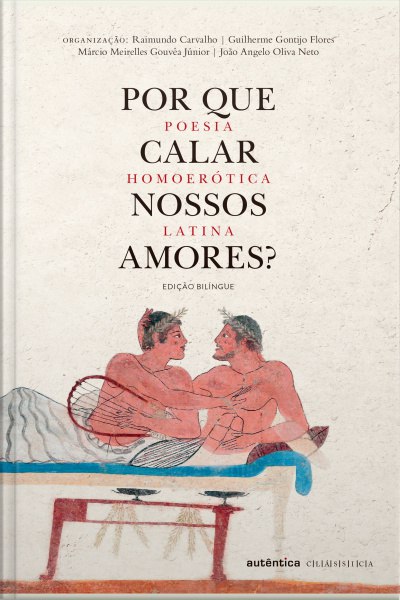 ORGANIZAÇÃO: Raimundo Carvalho | Guilherme Gontijo Flores
Márcio Meirelles Gouvêa Júnior | João Angelo Oliva Neto
POR QUE
POESIA
CALAR
HOMOERÓTICA
NOSSOS
LATINA
AMORES?
EDIÇÃO BILÍNGUE
autêntica C|L|Á|S|S|I|C|A